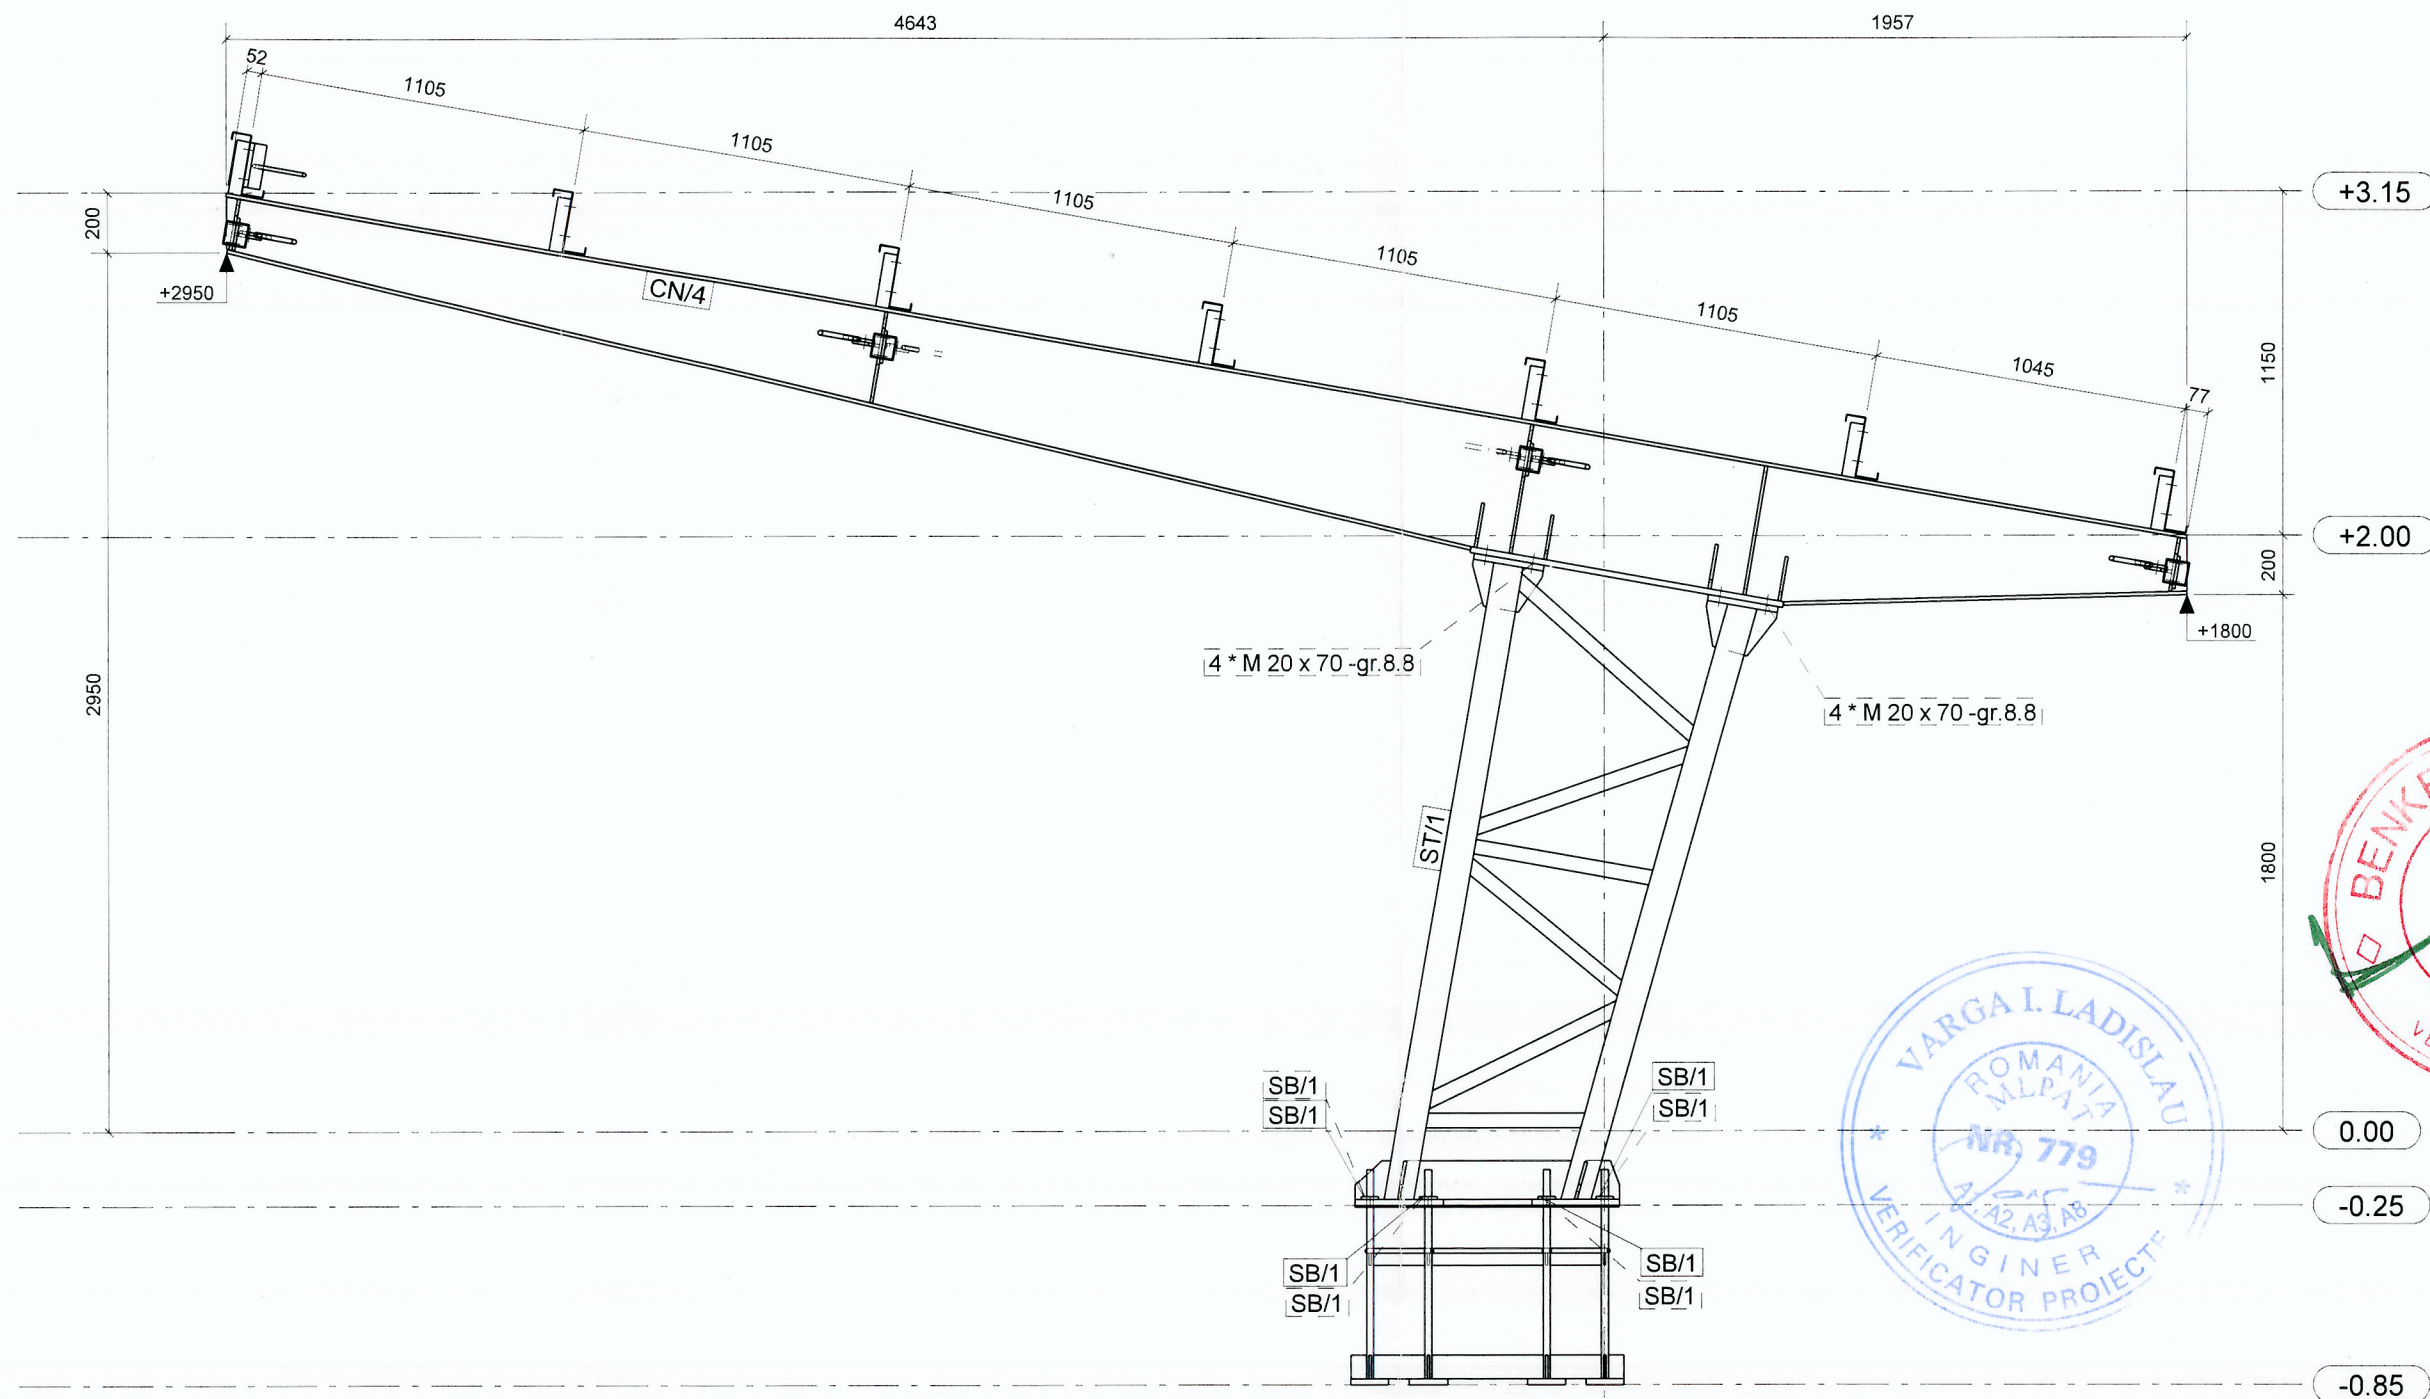 4643
1957
52
1105
1105
1105
1105
1105
1045
77
+3.15
200
1150
+2950
CN/4
+2.00
200
+1800
4 * M 20 x 70 -gr.8.8
4 * M 20 x 70 -gr.8.8
2950
ST/1
1800
BENK
VARGA I. LADISLAU
ROMANIA
MLPAT
NR. 779
A2, A3, A8
INGINER
VERIFICATOR PROIECTE
SB/1
SB/1
SB/1
SB/1
0.00
-0.25
SB/1
SB/1
SB/1
SB/1
-0.85